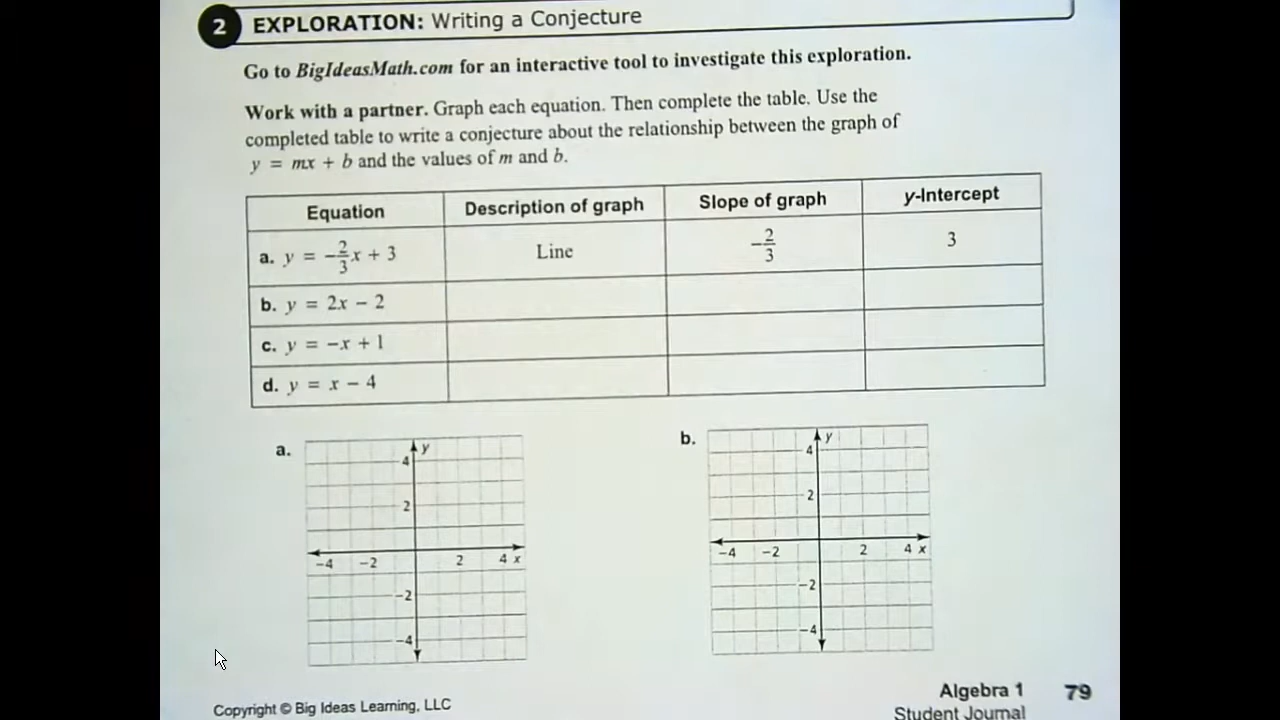 2 EXPLORATION: Writing a Conjecture
Go to BigIdeasMath.com for an interactive tool to investigate this exploration.
Work with a partner. Graph each equation. Then complete the table. Use the
completed table to write a conjecture about the relationship between the graph of
y = mx + b and the values of m and b.
Equation Description of graph Slope of graph y-Intercept
a. y = -2/3x + 3 Line -2/3 3
b. y = 2x - 2
c. y = -x + 1
d. y = x - 4
a. b.
y y
4 4
2 2
-4 -2 2 4 x -4 -2 2 4 x
-2 -2
-4 -4
Algebra 1 79
Copyright © Big Ideas Learning, LLC Student Journal